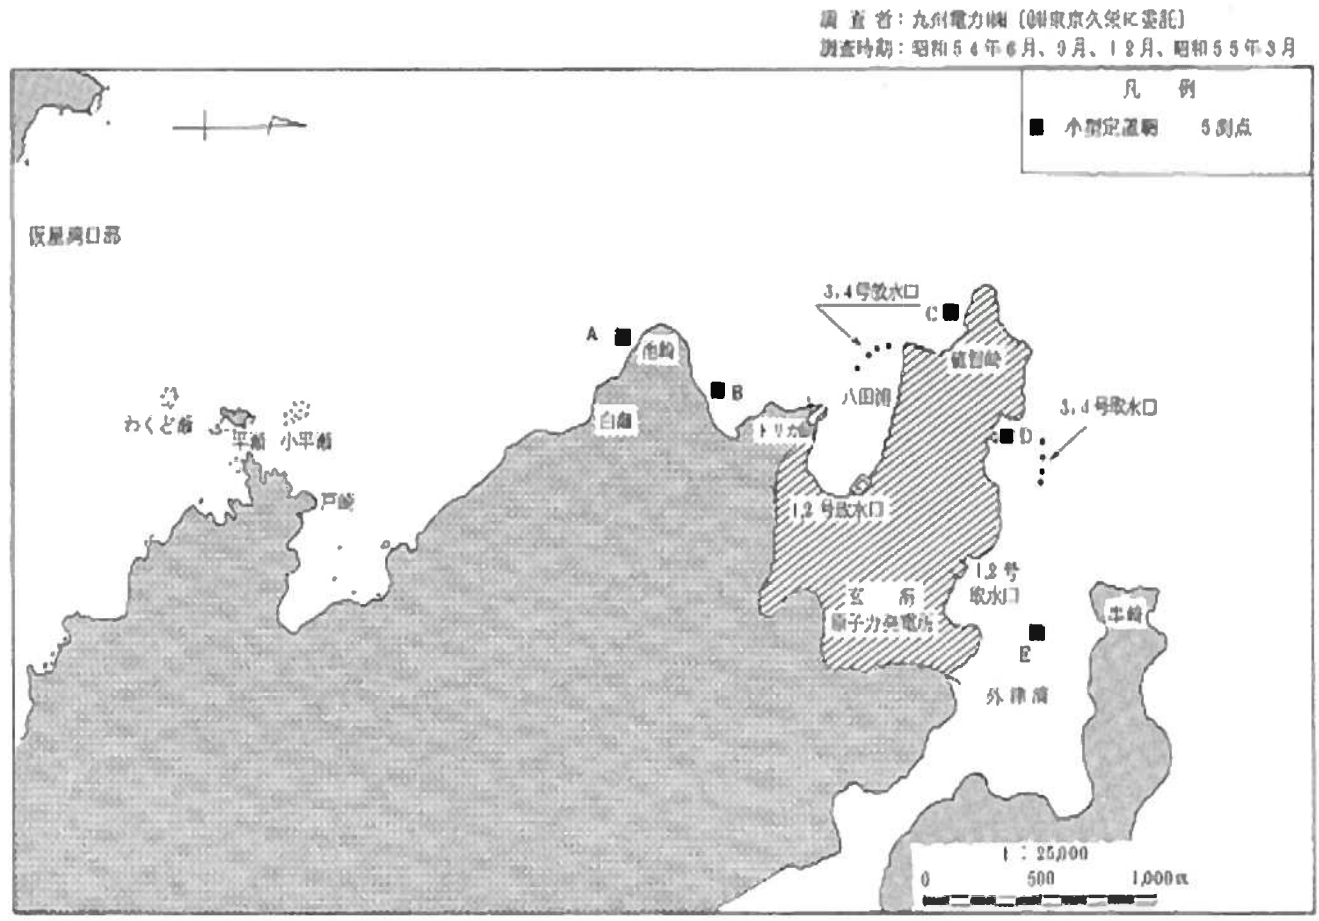 調査者：九州電力㈱〔㈱東京久栄に委託〕
調査時期：昭和54年6月、9月、12月、昭和55年3月
凡 例
■ 小型定置網 5測点
仮屋湾口部
3,4号放水口
C
A
池崎
値賀崎
B
八田浦
3,4号取水口
わくど瀬
平瀬
小平瀬
白瀬
トリカ崎
D
戸崎
1,2号放水口
1,2号
取水口
玄 海
原子力発電所
串崎
E
外津浦
1：25,000
0 500 1,000m